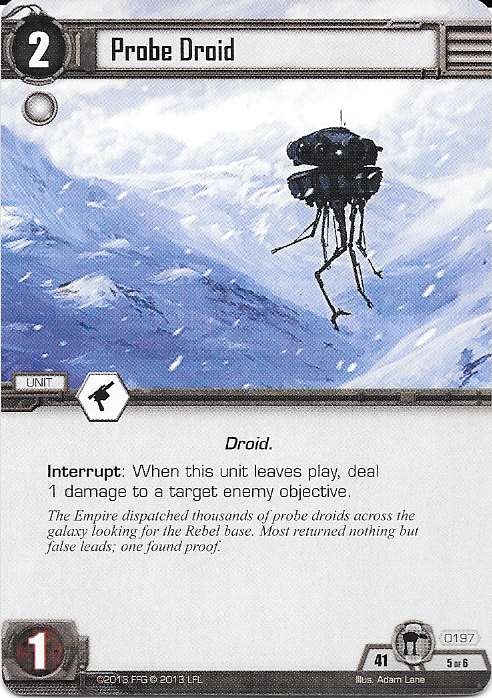 2
Probe Droid
UNIT
Droid.
Interrupt: When this unit leaves play, deal
1 damage to a target enemy objective.
The Empire dispatched thousands of probe droids across the
galaxy looking for the Rebel base. Most returned nothing but
false leads; one found proof.
1
©2013 FFG © 2013 LFL
Illus. Adam Lane
41
5 OF 6
0197